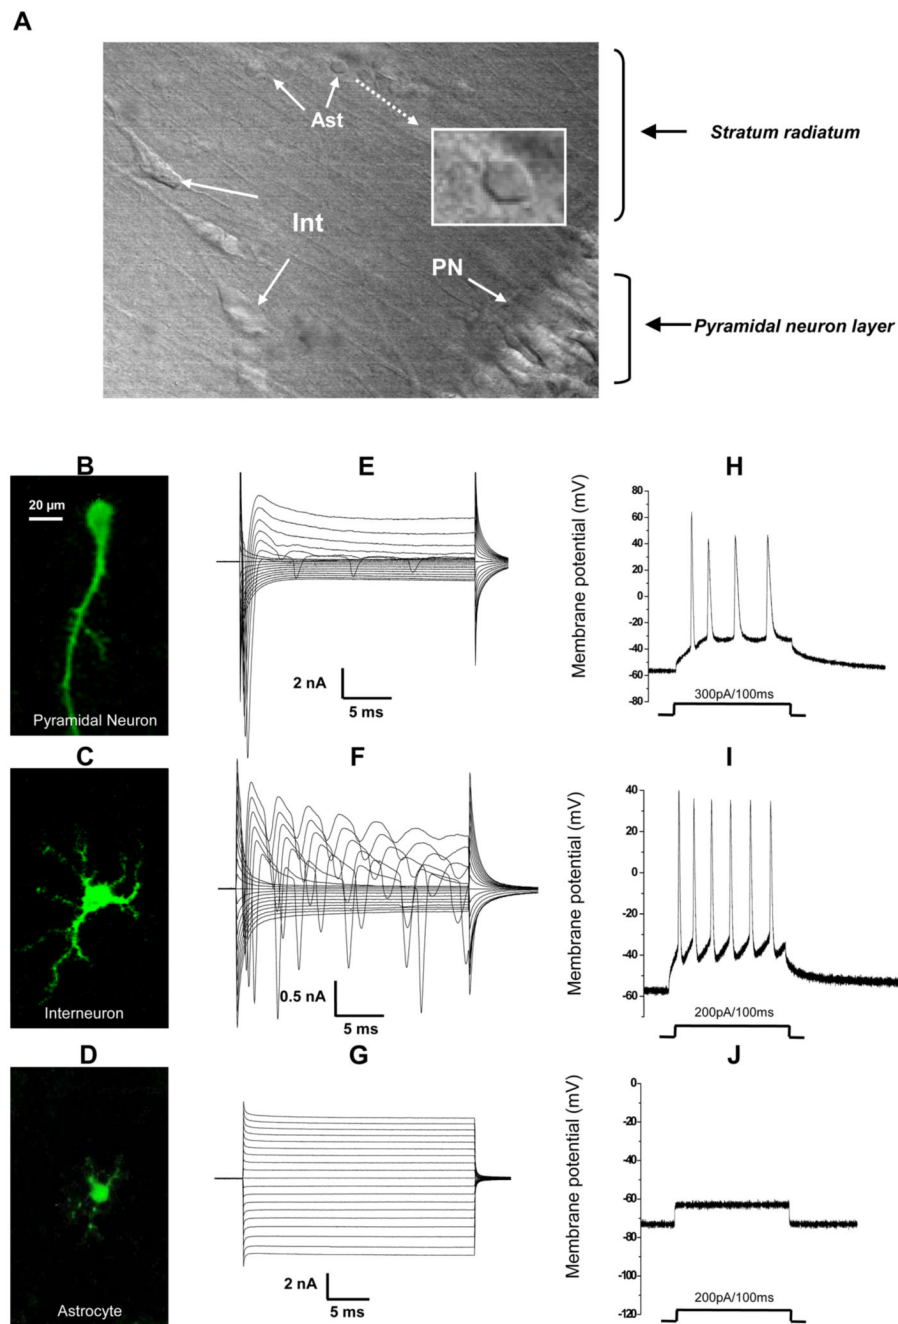 A
Ast
Stratum radiatum
Int
PN
Pyramidal neuron layer
B
20 µm
Pyramidal Neuron
E
2 nA
5 ms
H
Membrane potential (mV)
80
60
40
20
0
-20
-40
-60
-80
300pA/100ms
C
Interneuron
F
0.5 nA
5 ms
I
Membrane potential (mV)
40
20
0
-20
-40
-60
200pA/100ms
D
Astrocyte
G
2 nA
5 ms
J
Membrane potential (mV)
0
-20
-40
-60
-80
-100
-120
200pA/100ms